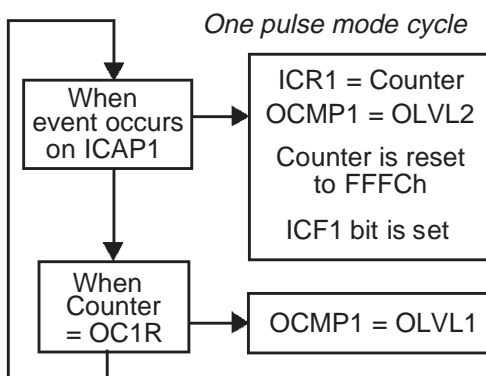 One pulse mode cycle
When
event occurs
on ICAP1
ICR1 = Counter
OCMP1 = OLVL2
Counter is reset
to FFFCh
ICF1 bit is set
When
Counter
= OC1R
OCMP1 = OLVL1